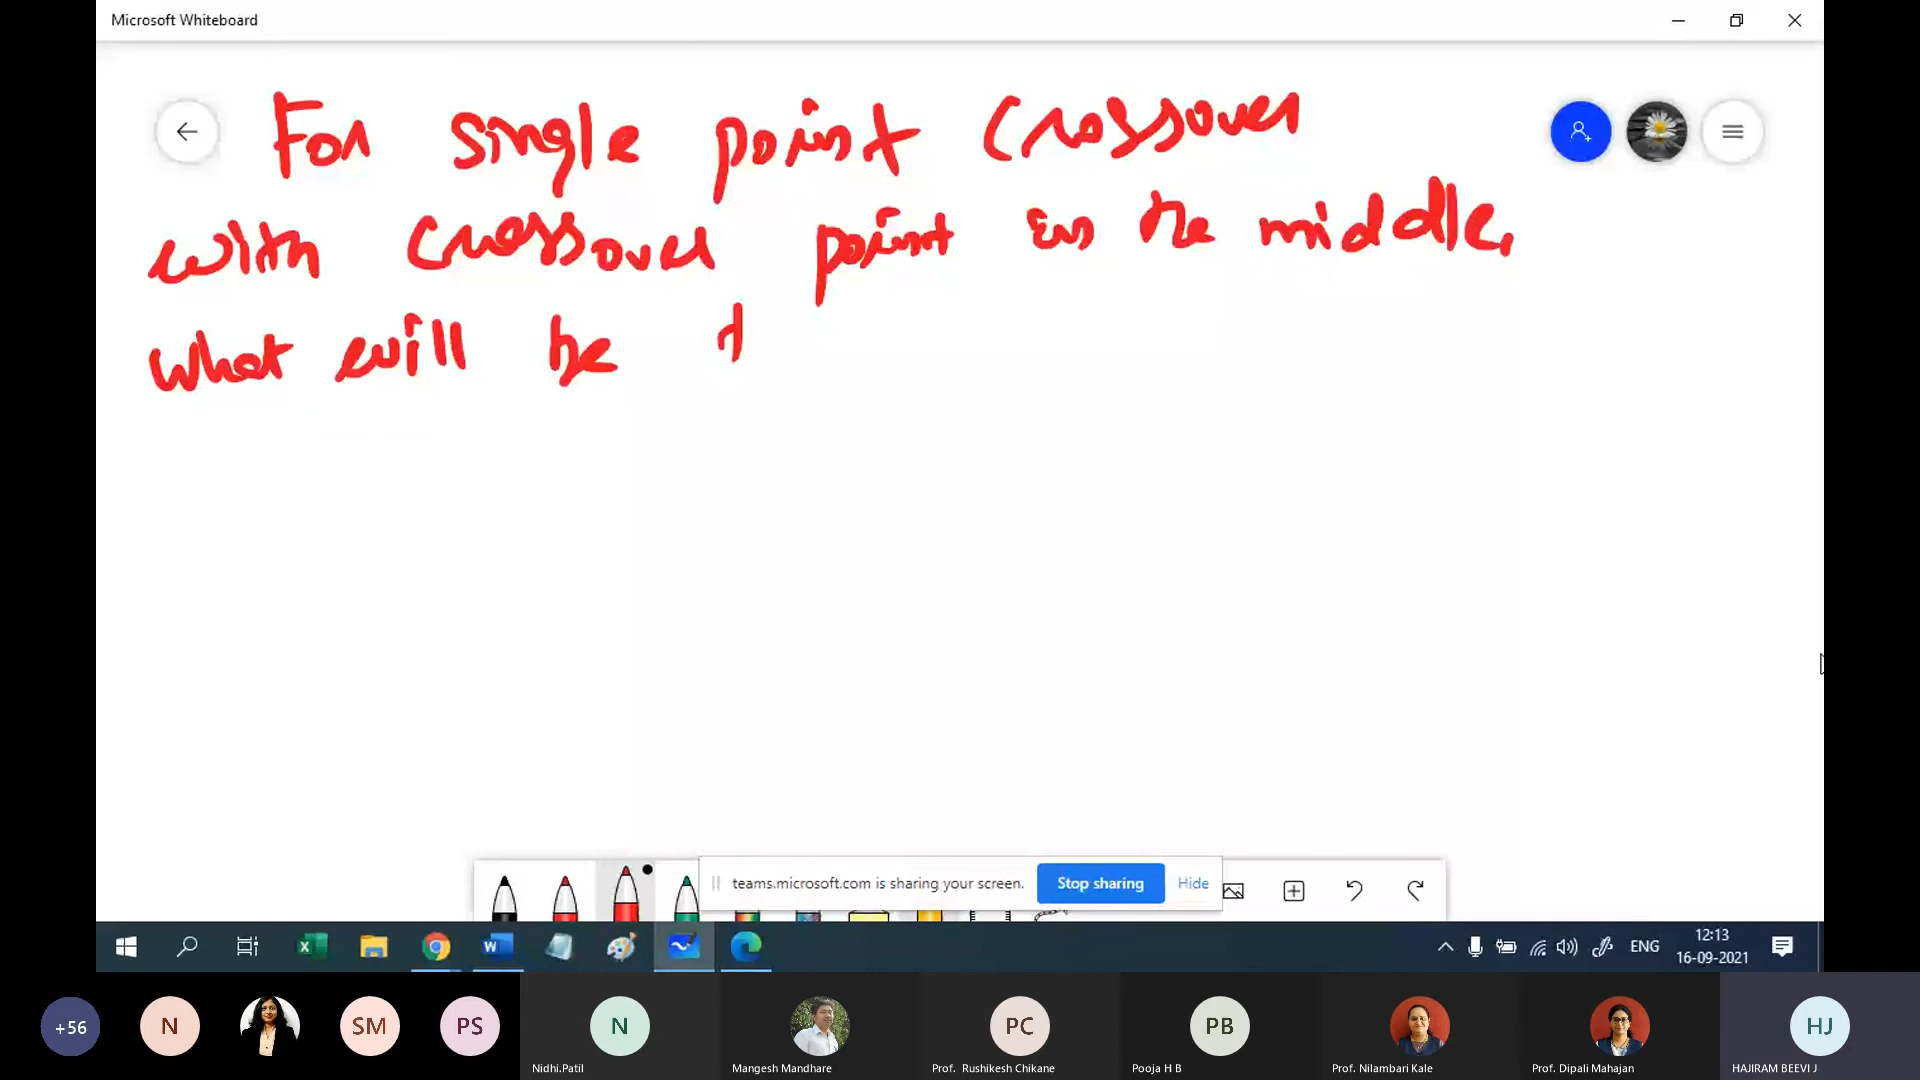 Microsoft Whiteboard
For single point crossover
with crossover point in the middle,
what will be
teams.microsoft.com is sharing your screen.
Stop sharing
Hide
ENG
12:13
16-09-2021
+56
N
SM
PS
N
PC
PB
HJ
Nidhi.Patil
Mangesh Mandhare
Prof. Rushikesh Chikane
Pooja H B
Prof. Nilambari Kale
Prof. Dipali Mahajan
HAJIRAM BEEVI J